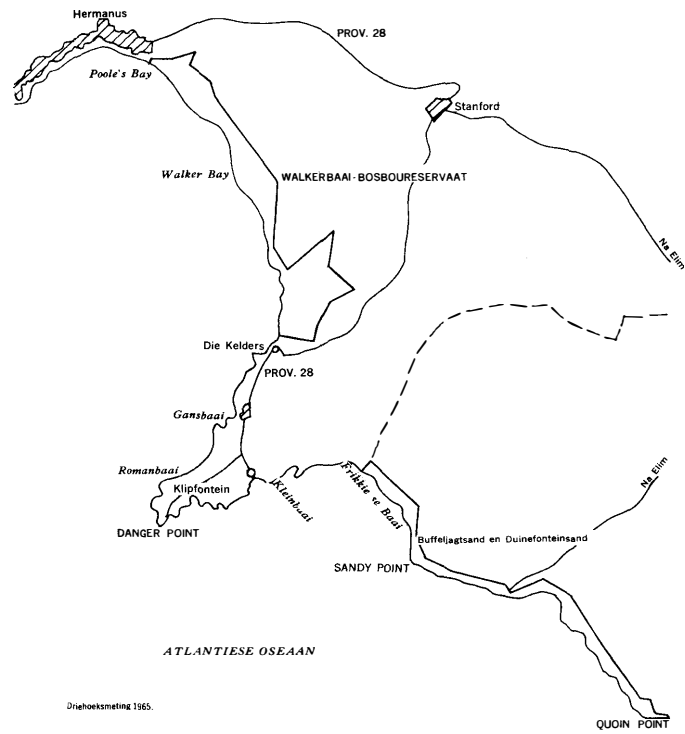 Hermanus
PROV. 28
Poole's Bay
Stanford
Walker Bay
WALKERBAAI-BOSBOURESERVAAT
Na Elim
Die Kelders
PROV. 28
Gansbaai
Romanbaai
Klipfontein
Kleinbaai
Frikkie se Baai
Na Elim
DANGER POINT
Buffeljagtsand en Duinefonteinsand
SANDY POINT
ATLANTIESE OSEAAN
Driehoeksmeting 1965.
QUOIN POINT